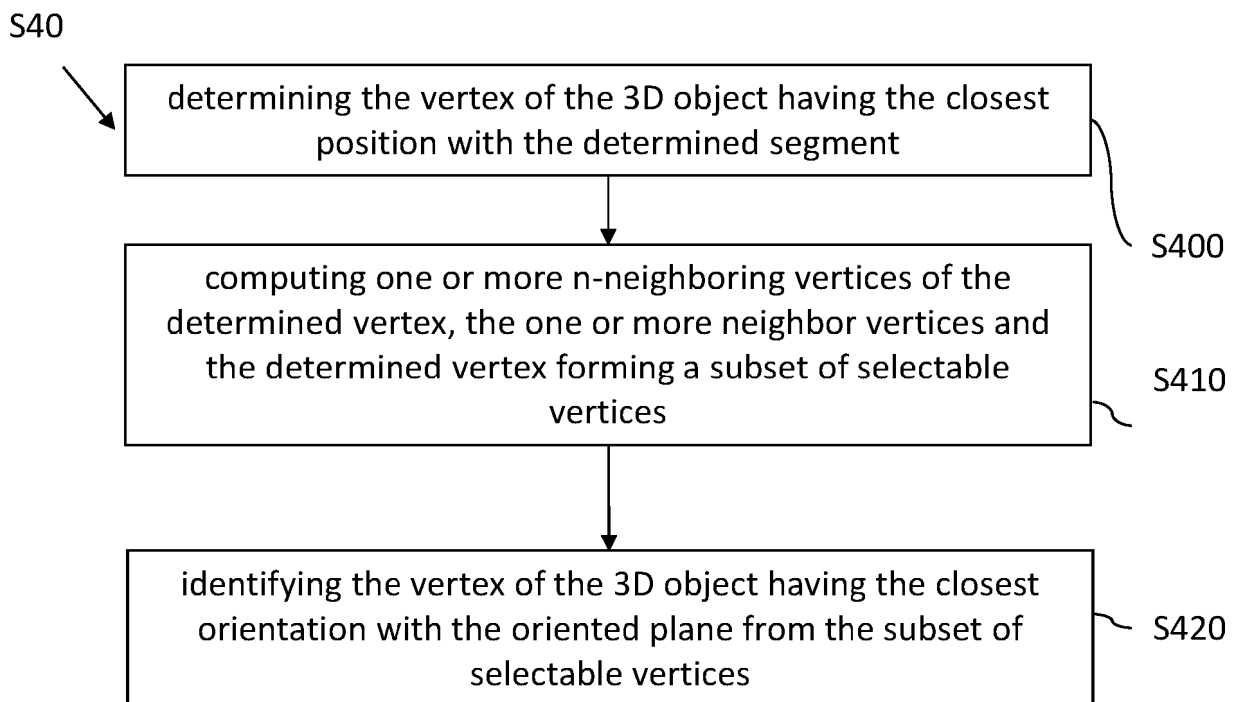 S40
determining the vertex of the 3D object having the closest
position with the determined segment
S400
computing one or more n-neighboring vertices of the
determined vertex, the one or more neighbor vertices and
the determined vertex forming a subset of selectable
vertices
S410
identifying the vertex of the 3D object having the closest
orientation with the oriented plane from the subset of
selectable vertices
S420